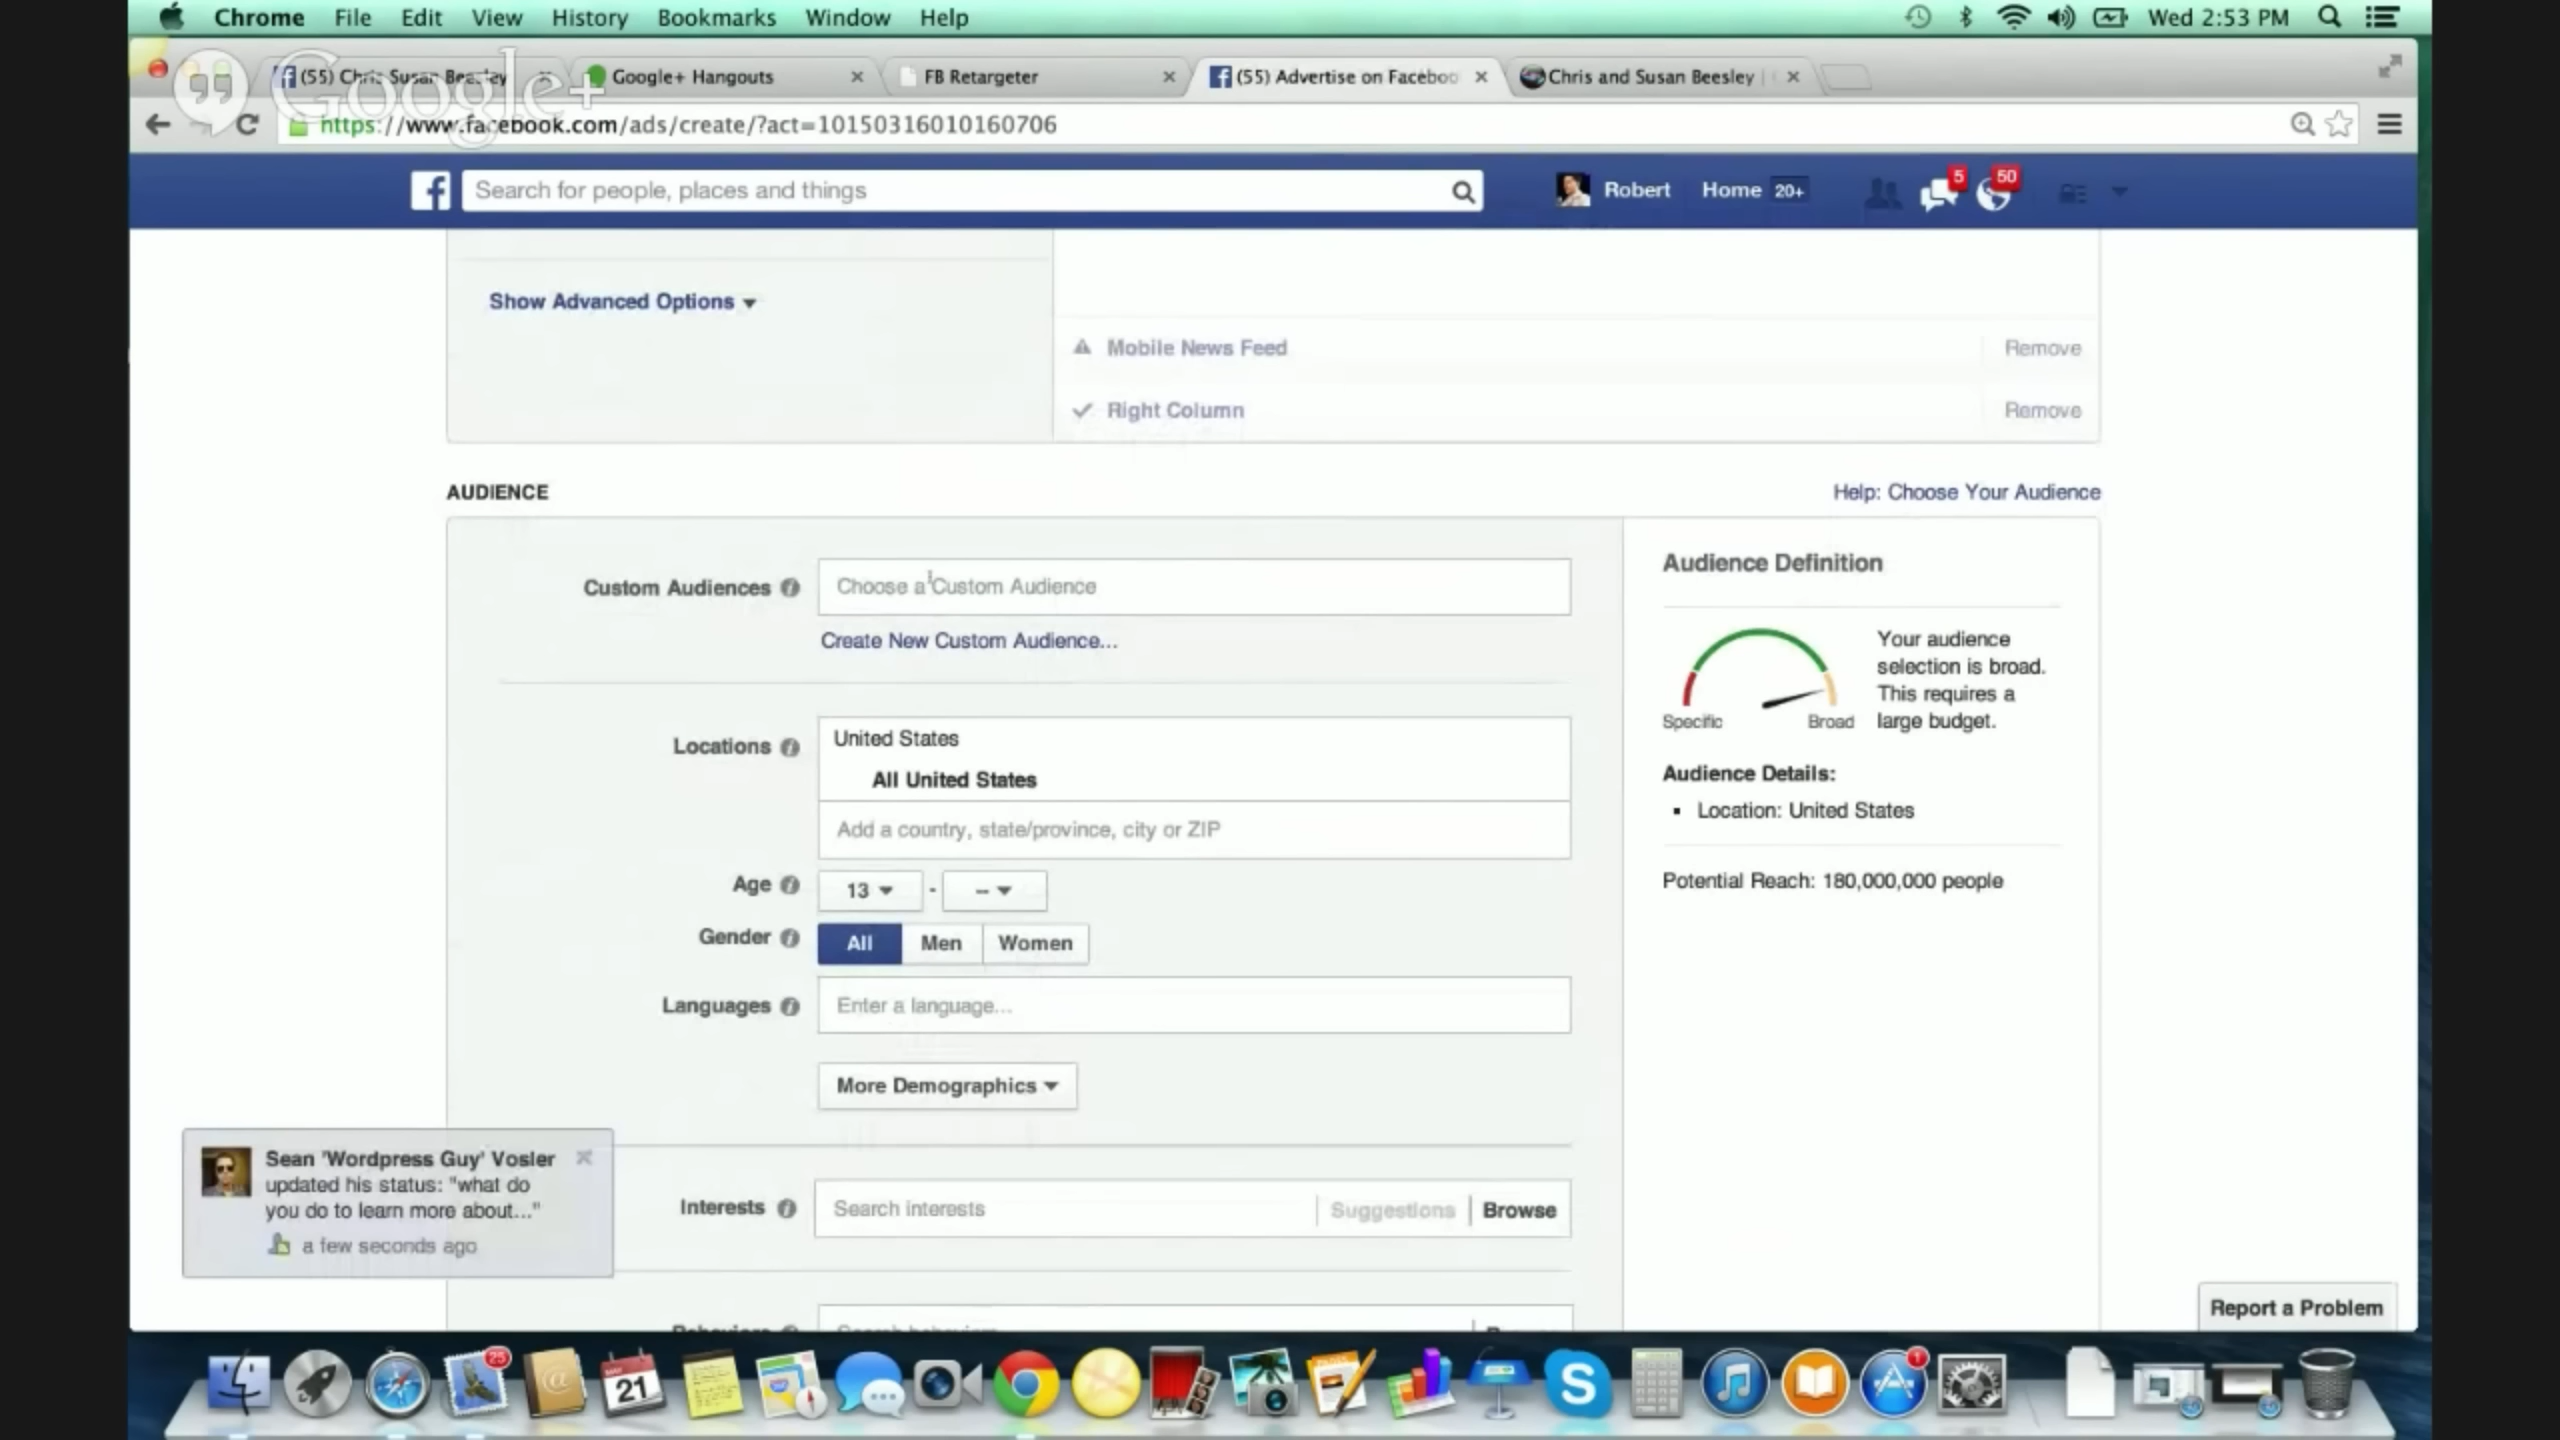 Chrome File Edit View History Bookmarks Window Help Wed 2:53 PM
(55) Chris Susan Beasley Google+ Hangouts FB Retargeter (55) Advertise on Faceboo Chris and Susan Beesley |
Google+
https://www.facebook.com/ads/create/?act=10150316010160706
Search for people, places and things Robert Home 20+ 5 50
Show Advanced Options
Mobile News Feed Remove
Right Column Remove
AUDIENCE Help: Choose Your Audience
Custom Audiences Choose a Custom Audience
Create New Custom Audience...
Locations United States
All United States
Add a country, state/province, city or ZIP
Age 13 - --
Gender All Men Women
Languages Enter a language...
More Demographics
Interests Search interests Suggestions Browse
Audience Definition
Your audience
selection is broad.
This requires a
large budget.
Specific Broad
Audience Details:
Location: United States
Potential Reach: 180,000,000 people
Sean 'Wordpress Guy' Vosler
updated his status: "what do
you do to learn more about..."
a few seconds ago
Report a Problem
25
21
1